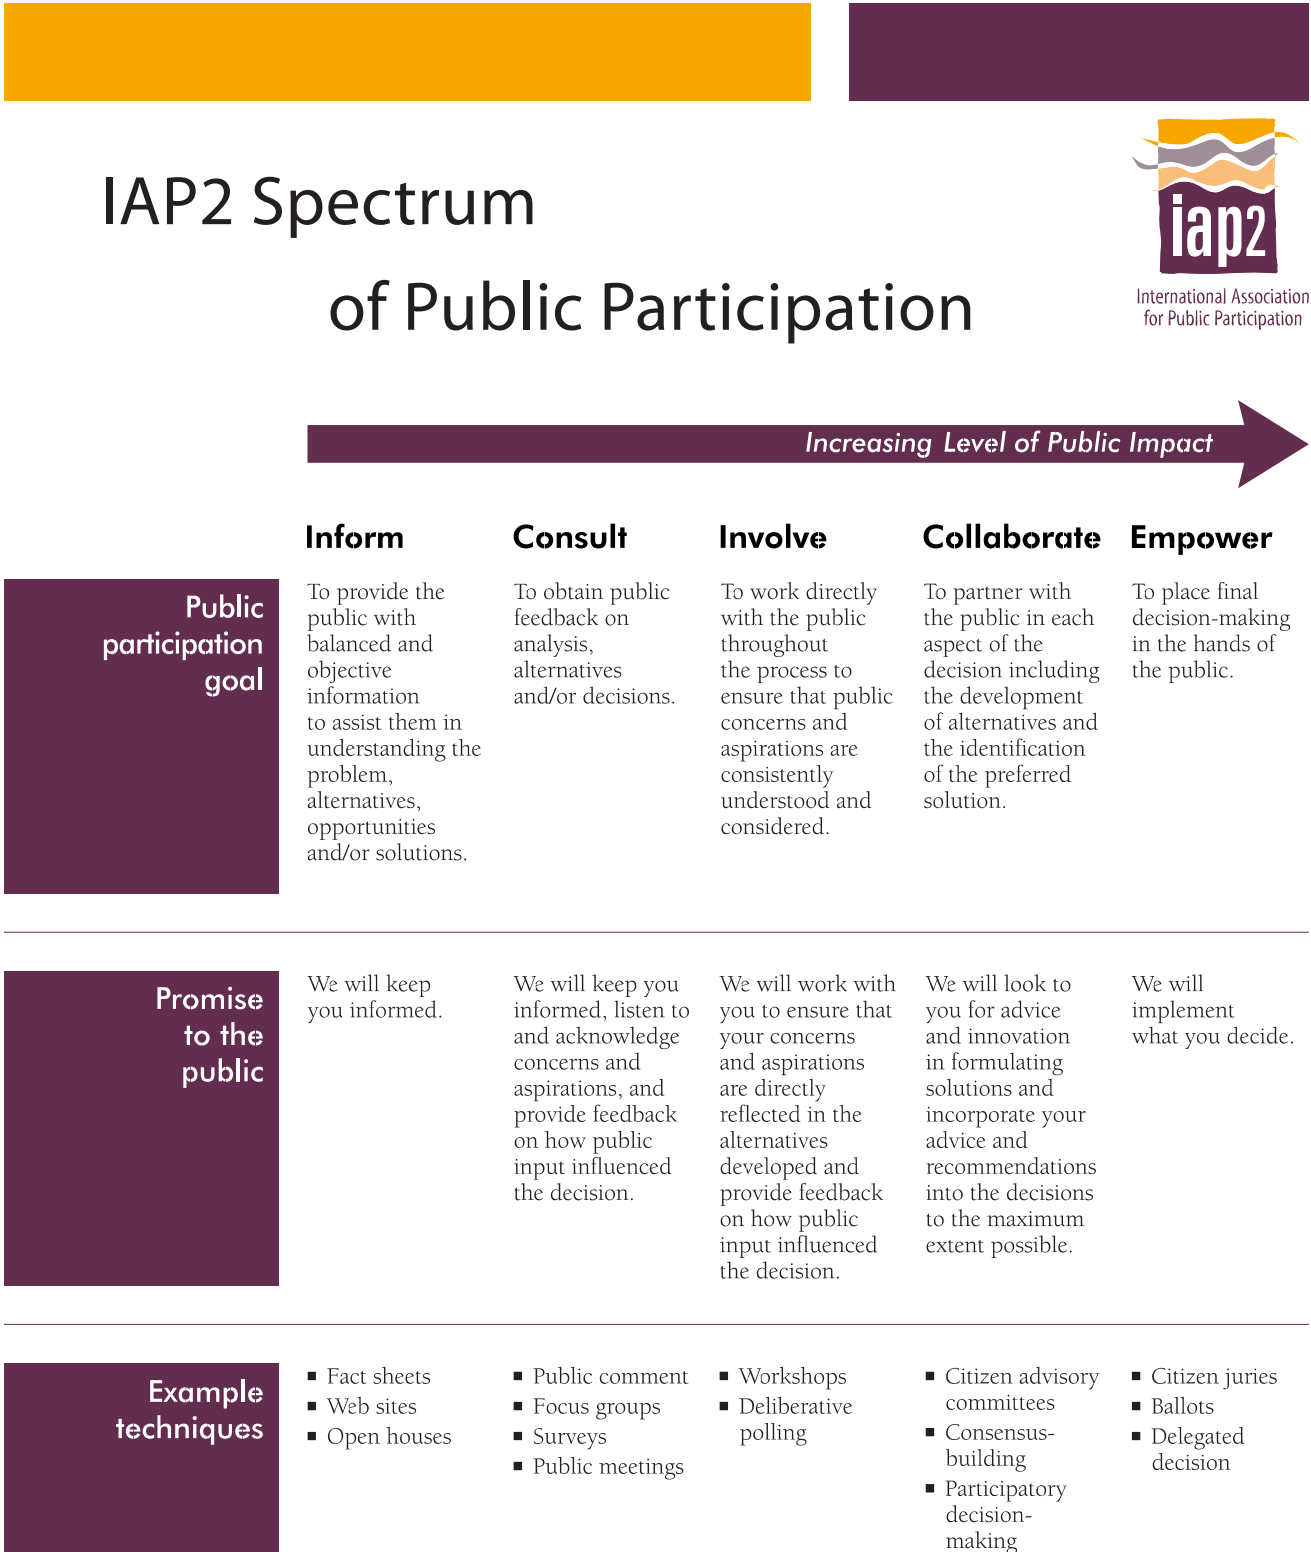 IAP2 Spectrum
of Public Participation
iap2
International Association
for Public Participation
Increasing Level of Public Impact
Inform
Consult
Involve
Collaborate
Empower
Public
participation
goal
To provide the
public with
balanced and
objective
information
to assist them in
understanding the
problem,
alternatives,
opportunities
and/or solutions.
To obtain public
feedback on
analysis,
alternatives
and/or decisions.
To work directly
with the public
throughout
the process to
ensure that public
concerns and
aspirations are
consistently
understood and
considered.
To partner with
the public in each
aspect of the
decision including
the development
of alternatives and
the identification
of the preferred
solution.
To place final
decision-making
in the hands of
the public.
Promise
to the
public
We will keep
you informed.
We will keep you
informed, listen to
and acknowledge
concerns and
aspirations, and
provide feedback
on how public
input influenced
the decision.
We will work with
you to ensure that
your concerns
and aspirations
are directly
reflected in the
alternatives
developed and
provide feedback
on how public
input influenced
the decision.
We will look to
you for advice
and innovation
in formulating
solutions and
incorporate your
advice and
recommendations
into the decisions
to the maximum
extent possible.
We will
implement
what you decide.
Example
techniques
■ Fact sheets
■ Web sites
■ Open houses
■ Public comment
■ Focus groups
■ Surveys
■ Public meetings
■ Workshops
■ Deliberative
polling
■ Citizen advisory
committees
■ Consensus-
building
■ Participatory
decision-
making
■ Citizen juries
■ Ballots
■ Delegated
decision